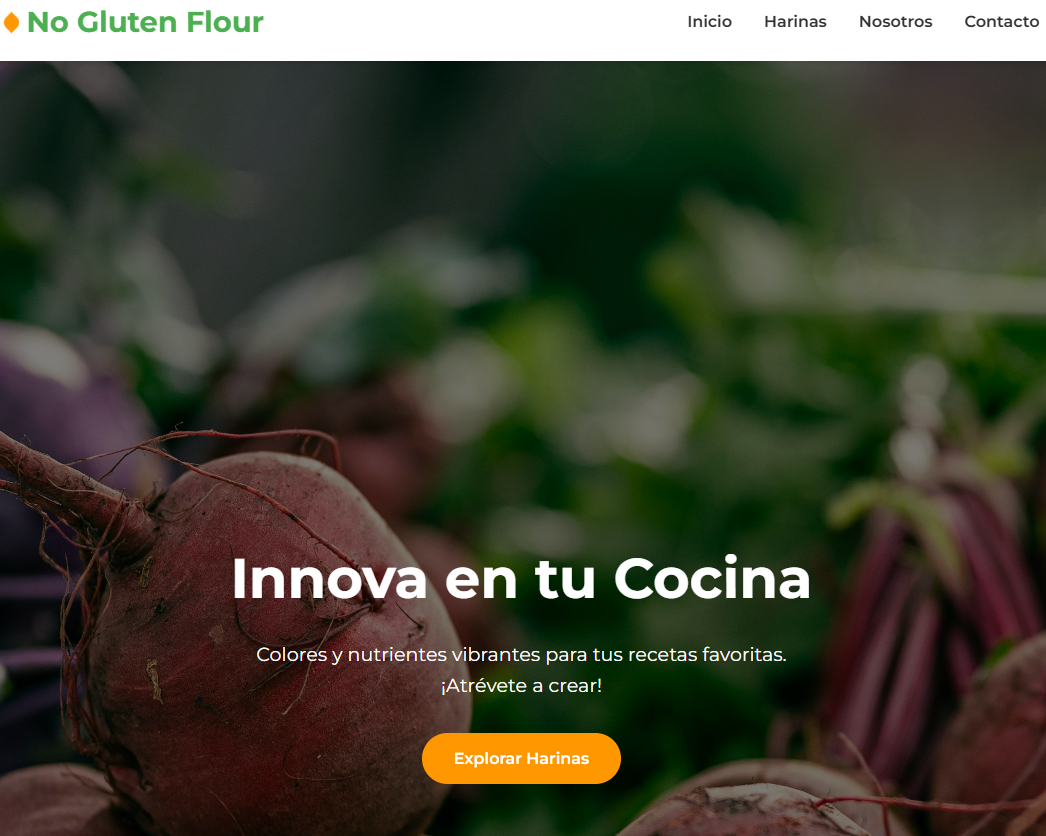 No Gluten Flour
Inicio Harinas Nosotros Contacto
Innova en tu Cocina
Colores y nutrientes vibrantes para tus recetas favoritas.
¡Atrévete a crear!
Explorar Harinas